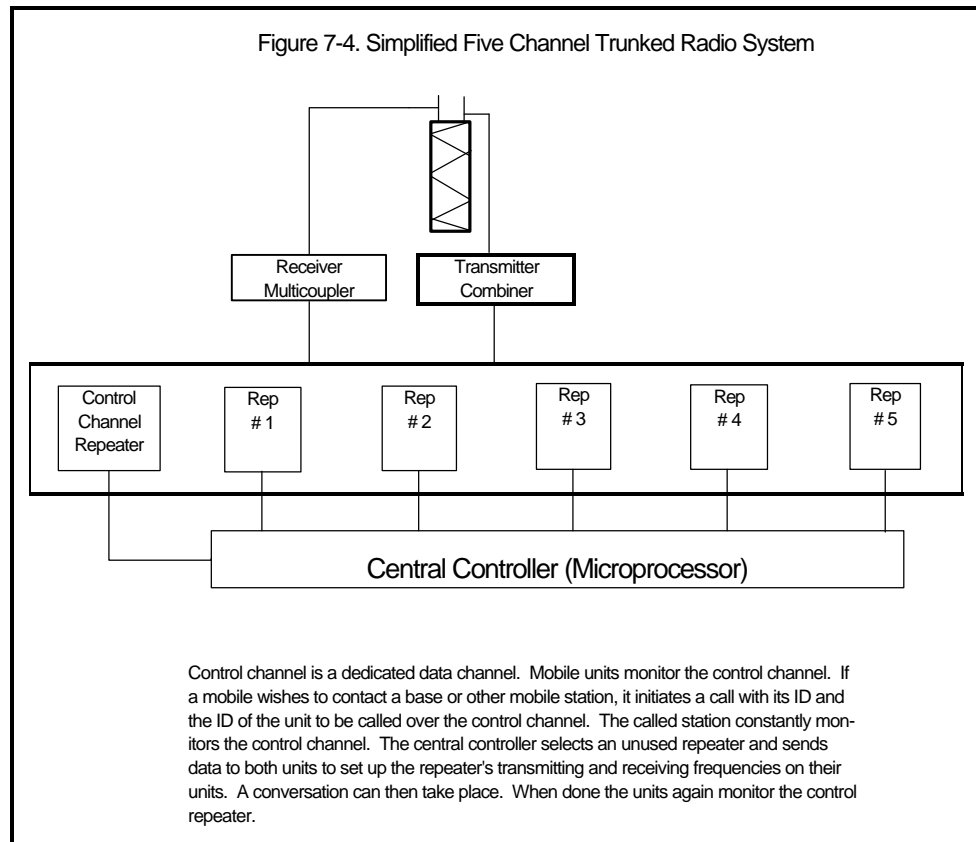 Figure 7-4. Simplified Five Channel Trunked Radio System
Receiver
Multicoupler
Transmitter
Combiner
Control
Channel
Repeater
Rep
# 1
Rep
# 2
Rep
# 3
Rep
# 4
Rep
# 5
Central Controller (Microprocessor)
Control channel is a dedicated data channel. Mobile units monitor the control channel. If
a mobile wishes to contact a base or other mobile station, it initiates a call with its ID and
the ID of the unit to be called over the control channel. The called station constantly mon-
itors the control channel. The central controller selects an unused repeater and sends
data to both units to set up the repeater's transmitting and receiving frequencies on their
units. A conversation can then take place. When done the units again monitor the control
repeater.